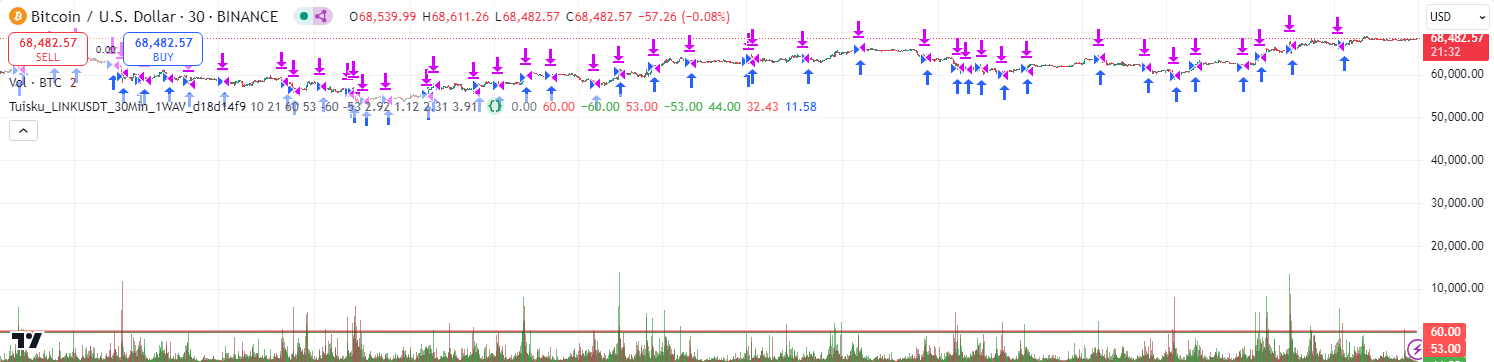 Bitcoin / U.S. Dollar · 30 · BINANCE O68,539.99 H68,611.26 L68,482.57 C68,482.57 −57.26 (−0.08%)
USD
68,482.57
SELL
0.00
68,482.57
BUY
68,482.57
21:32
Vol · BTC 2
60,000.00
Tuisku_LINKUSDT_30Min_1WAV_d18d14f9 10 21 60 53 -60 -53 2.92 1.12 2.31 3.91 0.00 60.00 −60.00 53.00 −53.00 44.00 32.43 11.58
50,000.00
40,000.00
30,000.00
20,000.00
10,000.00
60.00
53.00